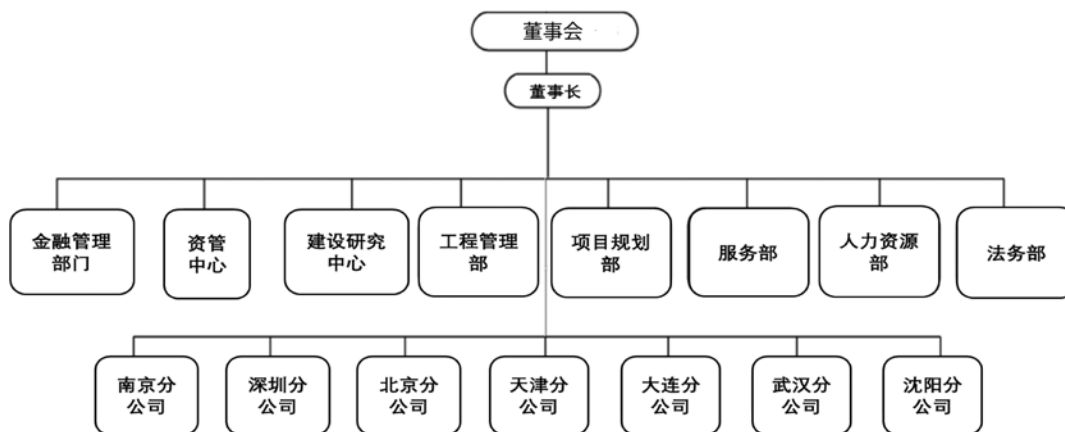 董事会
董事长
金融管理
部门
资管
中心
建设研究
中心
工程管理
部
项目规划
部
服务部
人力资源
部
法务部
南京分
公司
深圳分
公司
北京分
公司
天津分
公司
大连分
公司
武汉分
公司
沈阳分
公司